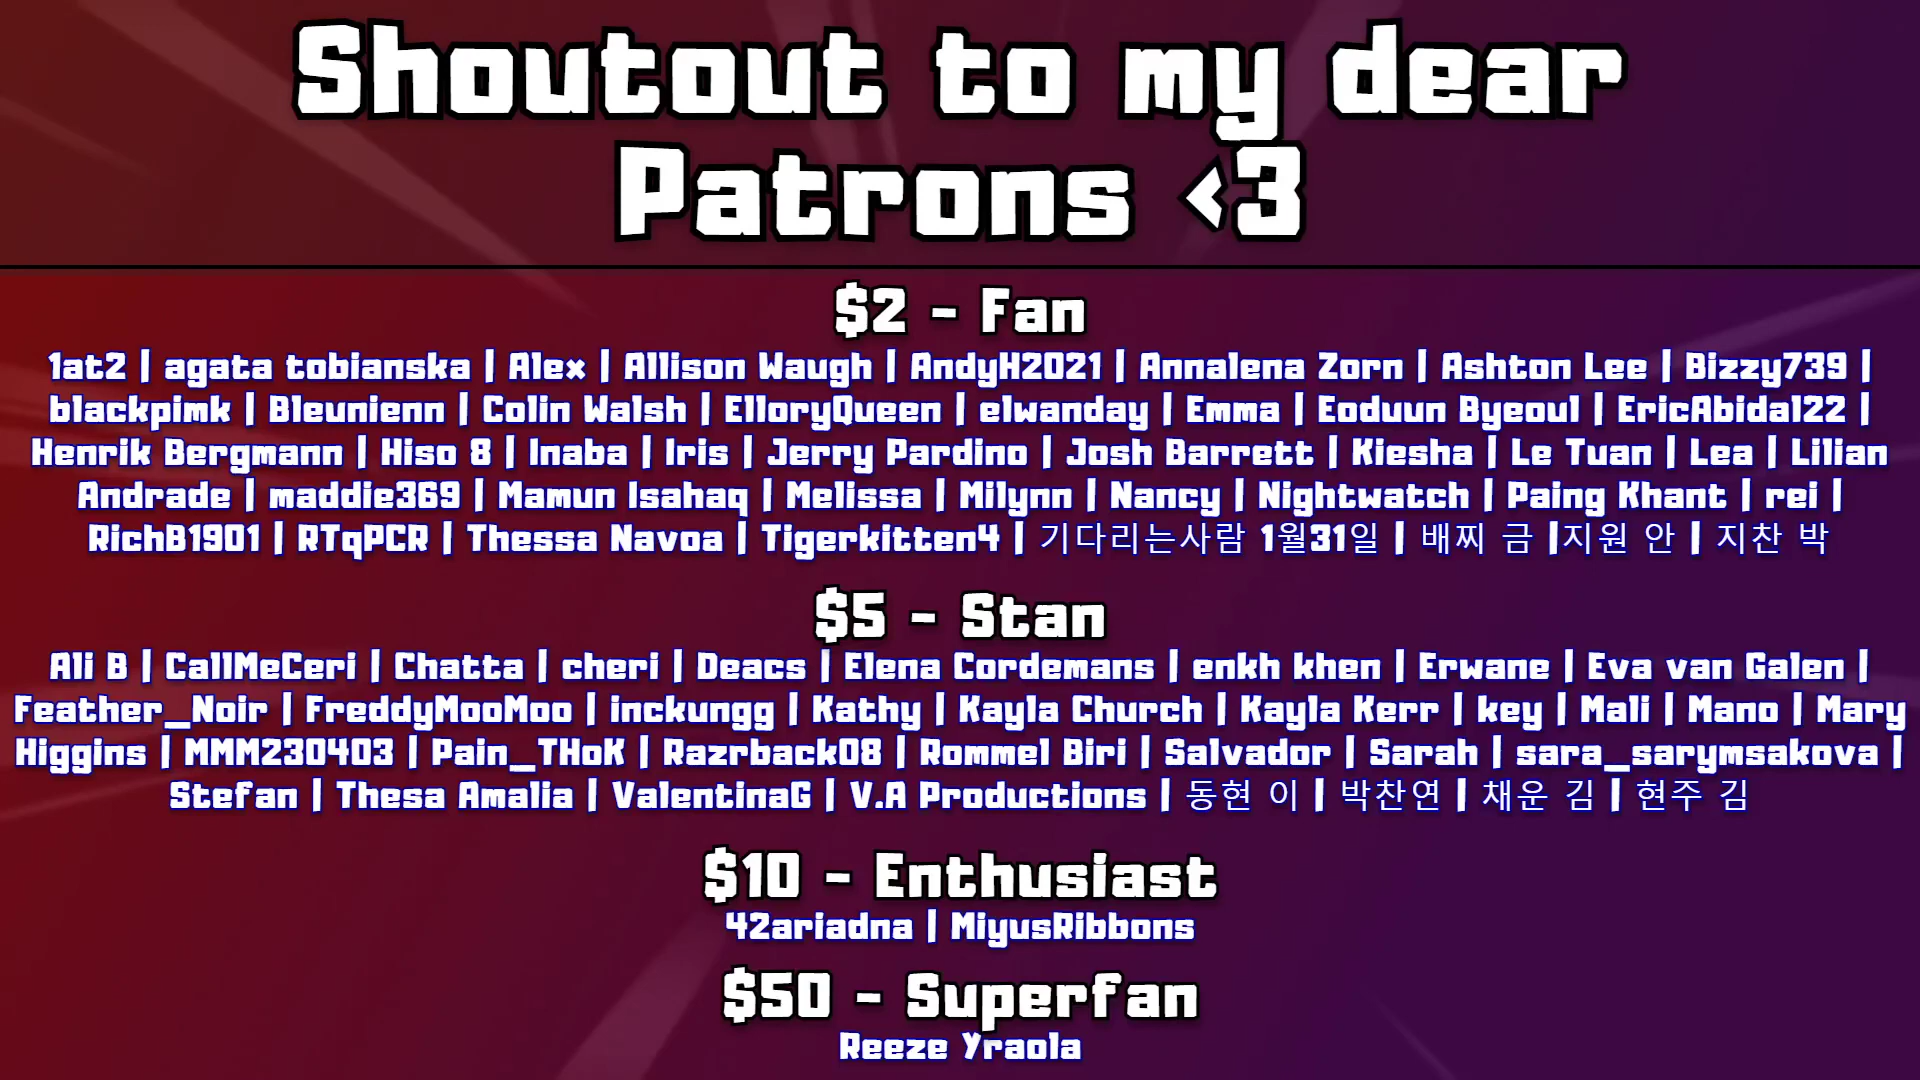 Shoutout to my dear
Patrons <3
$2 - Fan
1at2 | agata tobianska | Alex | Allison Waugh | AndyH2021 | Annalena Zorn | Ashton Lee | Bizzy739 |
blackpimk | Bleunienn | Colin Walsh | ElloryQueen | elwanday | Emma | Eoduun Byeoul | EricAbidal22 |
Henrik Bergmann | Hiso 8 | Inaba | Iris | Jerry Pardino | Josh Barrett | Kiesha | Le Tuan | Lea | Lilian
Andrade | maddie369 | Mamun Isahaq | Melissa | Milynn | Nancy | Nightwatch | Paing Khant | rei |
RichB1901 | RTqPCR | Thessa Navoa | Tigerkitten4 | 기다리는사람 1월31일 | 배찌 금 |지원 안 | 지찬 박
$5 - Stan
Ali B | CallMeCeri | Chatta | cheri | Deacs | Elena Cordemans | enkh khen | Erwane | Eva van Galen |
Feather_Noir | FreddyMooMoo | inckungg | Kathy | Kayla Church | Kayla Kerr | key | Mali | Mano | Mary
Higgins | MMM230403 | Pain_THoK | Razrback08 | Rommel Biri | Salvador | Sarah | sara_sarymsakova |
Stefan | Thesa Amalia | ValentinaG | V.A Productions | 동현 이 | 박찬연 | 채운 김 | 현주 김
$10 - Enthusiast
42ariadna | MiyusRibbons
$50 - Superfan
Reeze Yraola